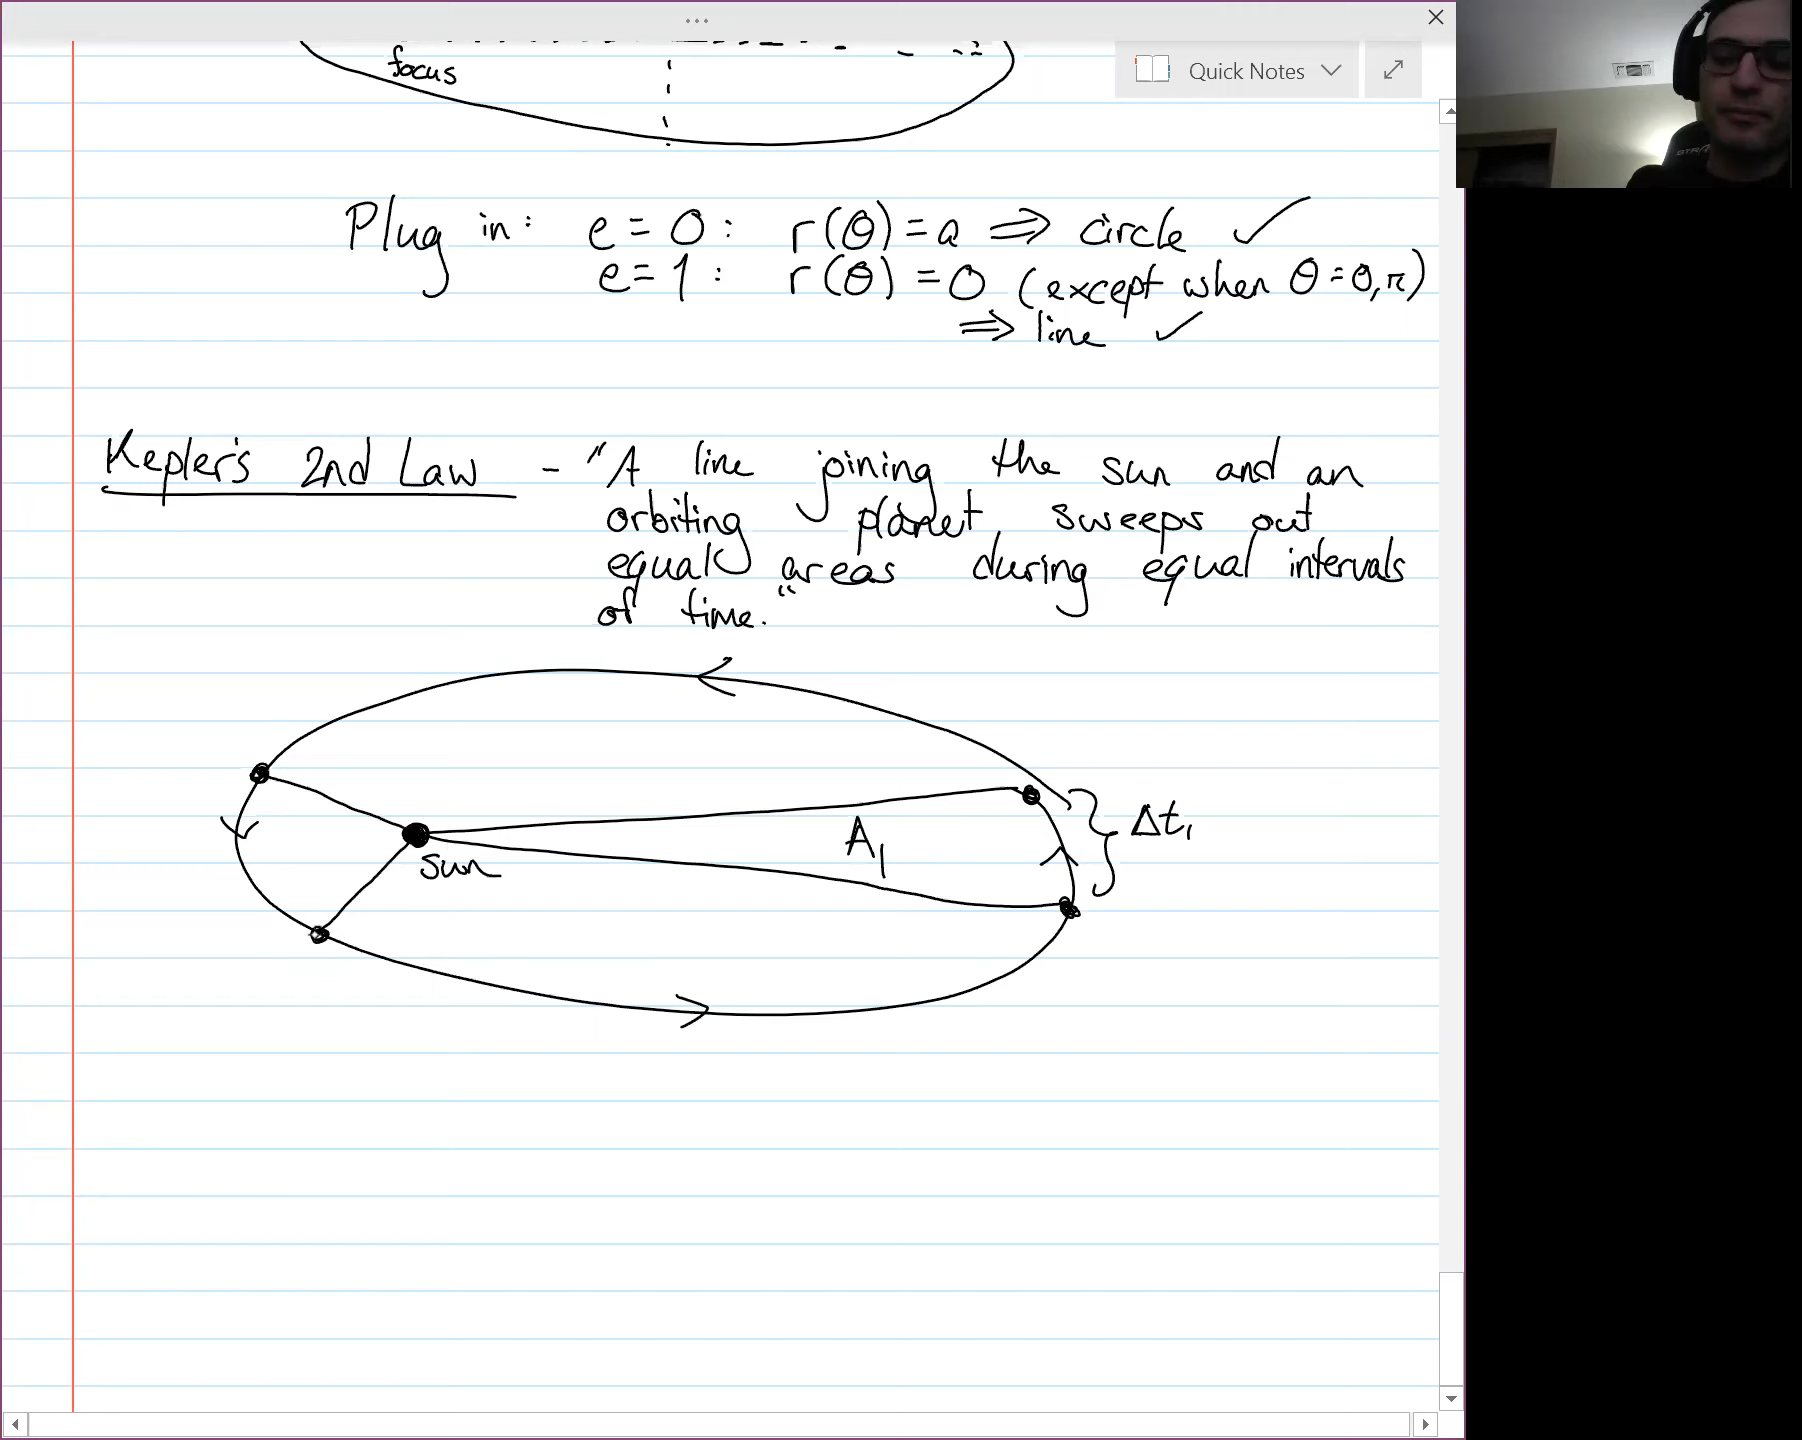 Quick Notes
focus
Plug in: e = 0 : r(θ) = a ⇒ circle ✓
e = 1 : r(θ) = 0 (except when θ = 0, π)
⇒ line ✓
Kepler's 2nd Law - "A line joining the sun and an
orbiting planet sweeps out
equal areas during equal intervals
of time."
A₁
Δt₁
sun